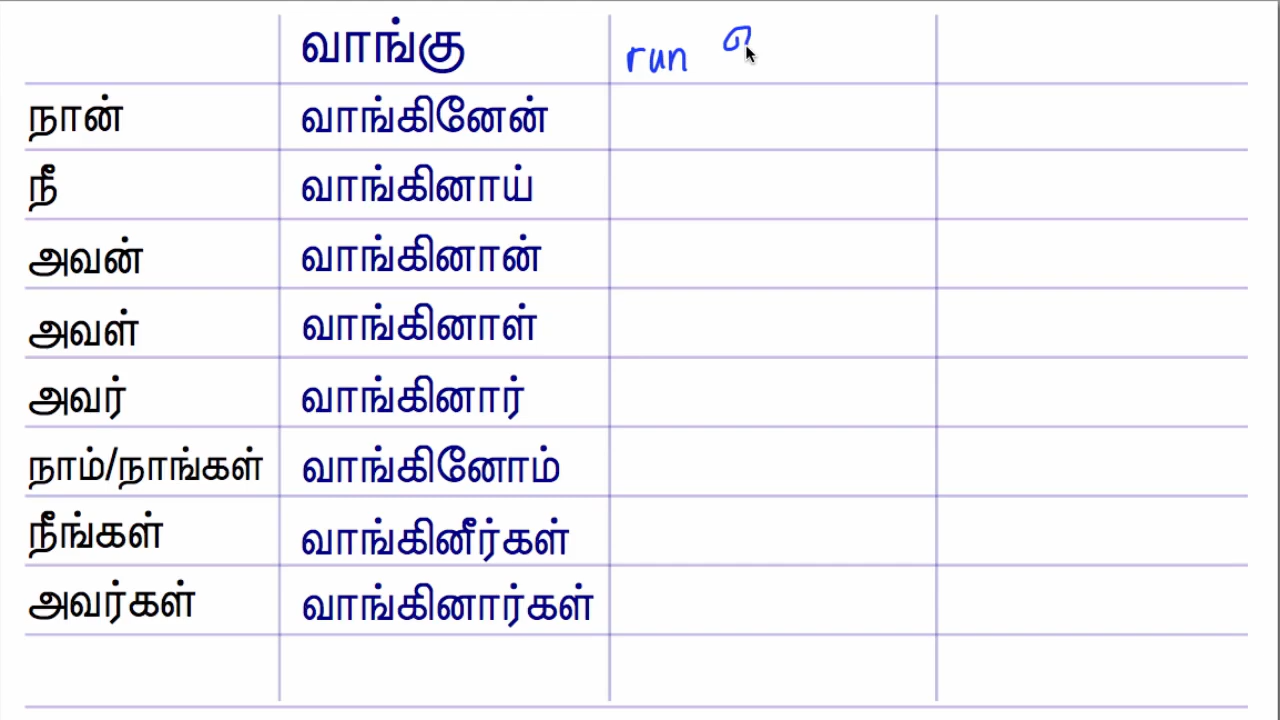 வாங்கு run
நான் வாங்கினேன்
நீ வாங்கினாய்
அவன் வாங்கினான்
அவள் வாங்கினாள்
அவர் வாங்கினார்
நாம்/நாங்கள் வாங்கினோம்
நீங்கள் வாங்கினீர்கள்
அவர்கள் வாங்கினார்கள்